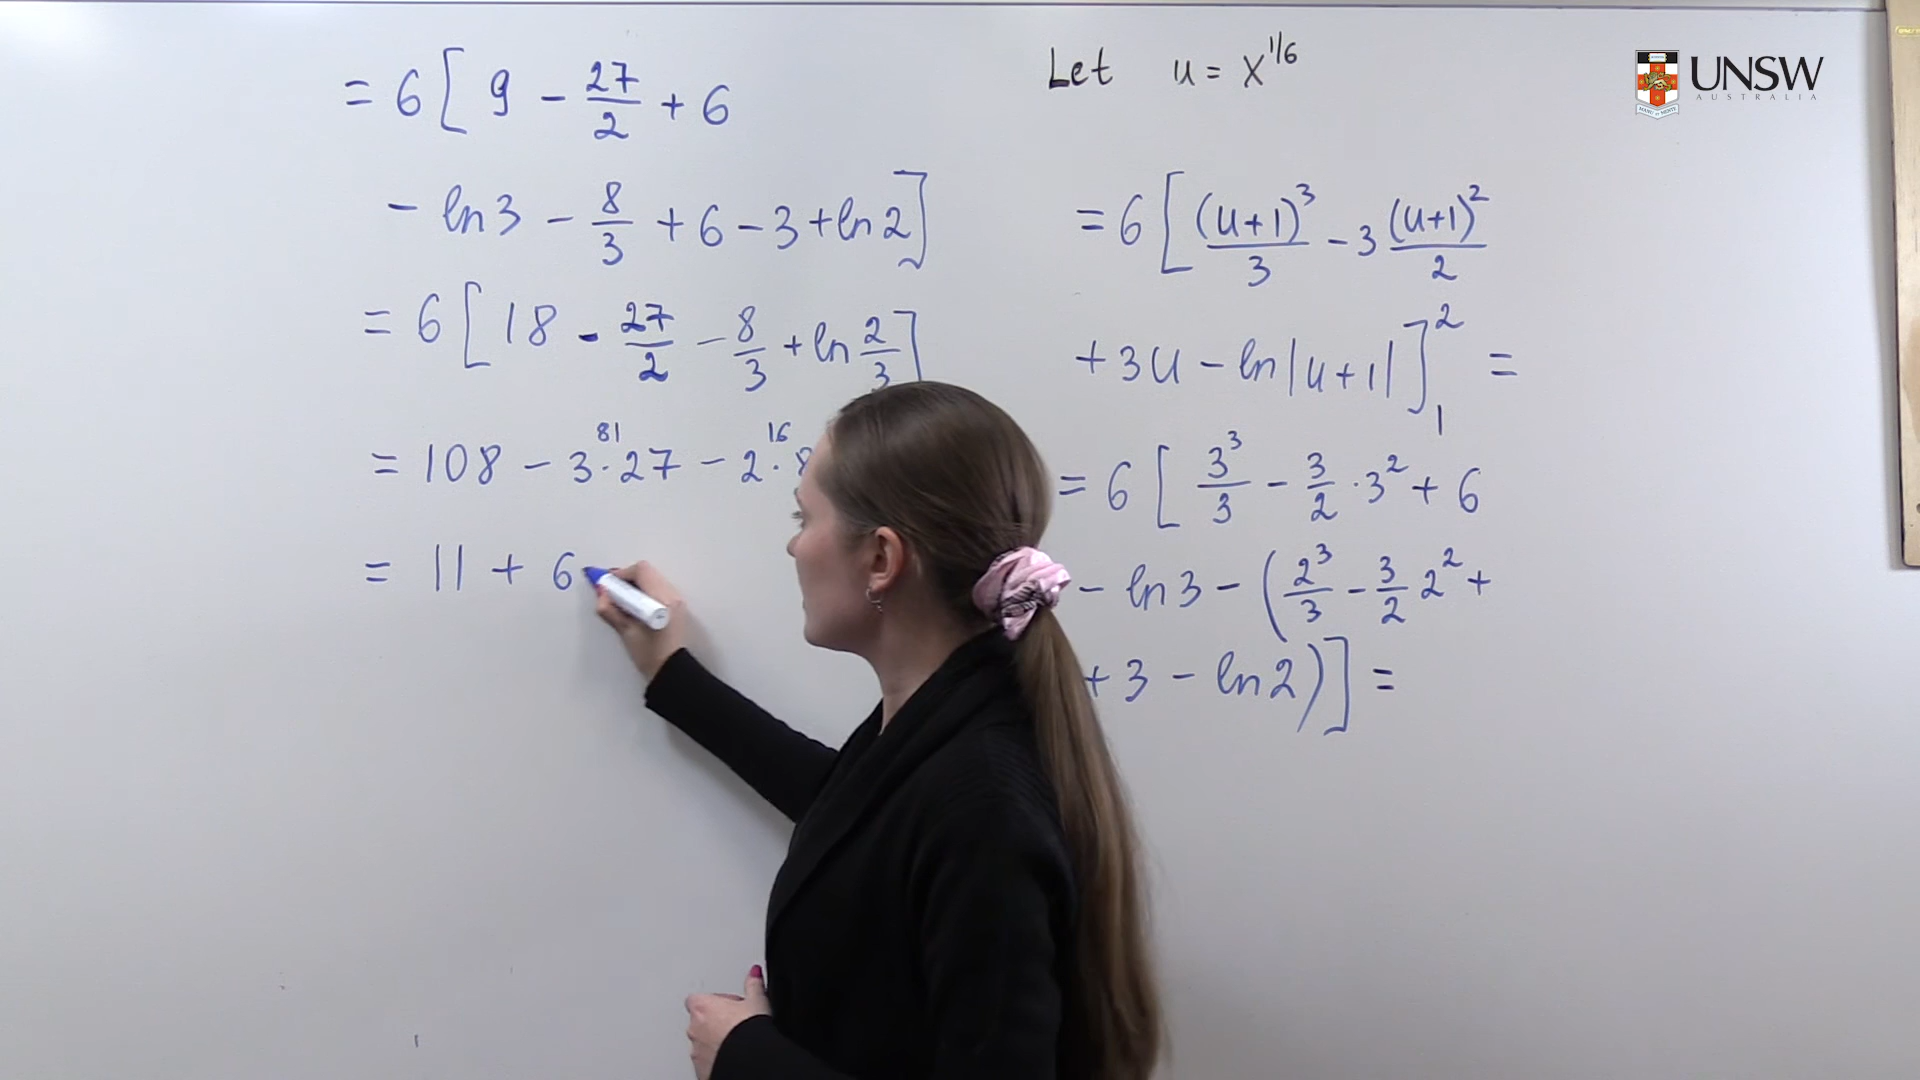 Let u = x^{1/6}
= 6 [ (u+1)^3/3 - 3 (u+1)^2/2
+ 3u - ln|u+1| ]_1^2 =
= 6 [ 3^3/3 - 3/2 · 3^2 + 6
- ln 3 - ( 2^3/3 - 3/2 2^2 +
+ 3 - ln 2 ) ] =
= 6 [ 9 - 27/2 + 6
- ln 3 - 8/3 + 6 - 3 + ln 2 ]
= 6 [ 18 - 27/2 - 8/3 + ln 2/3 ]
81 16
= 108 - 3·27 - 2·8
= 11 + 6
UNSW
AUSTRALIA